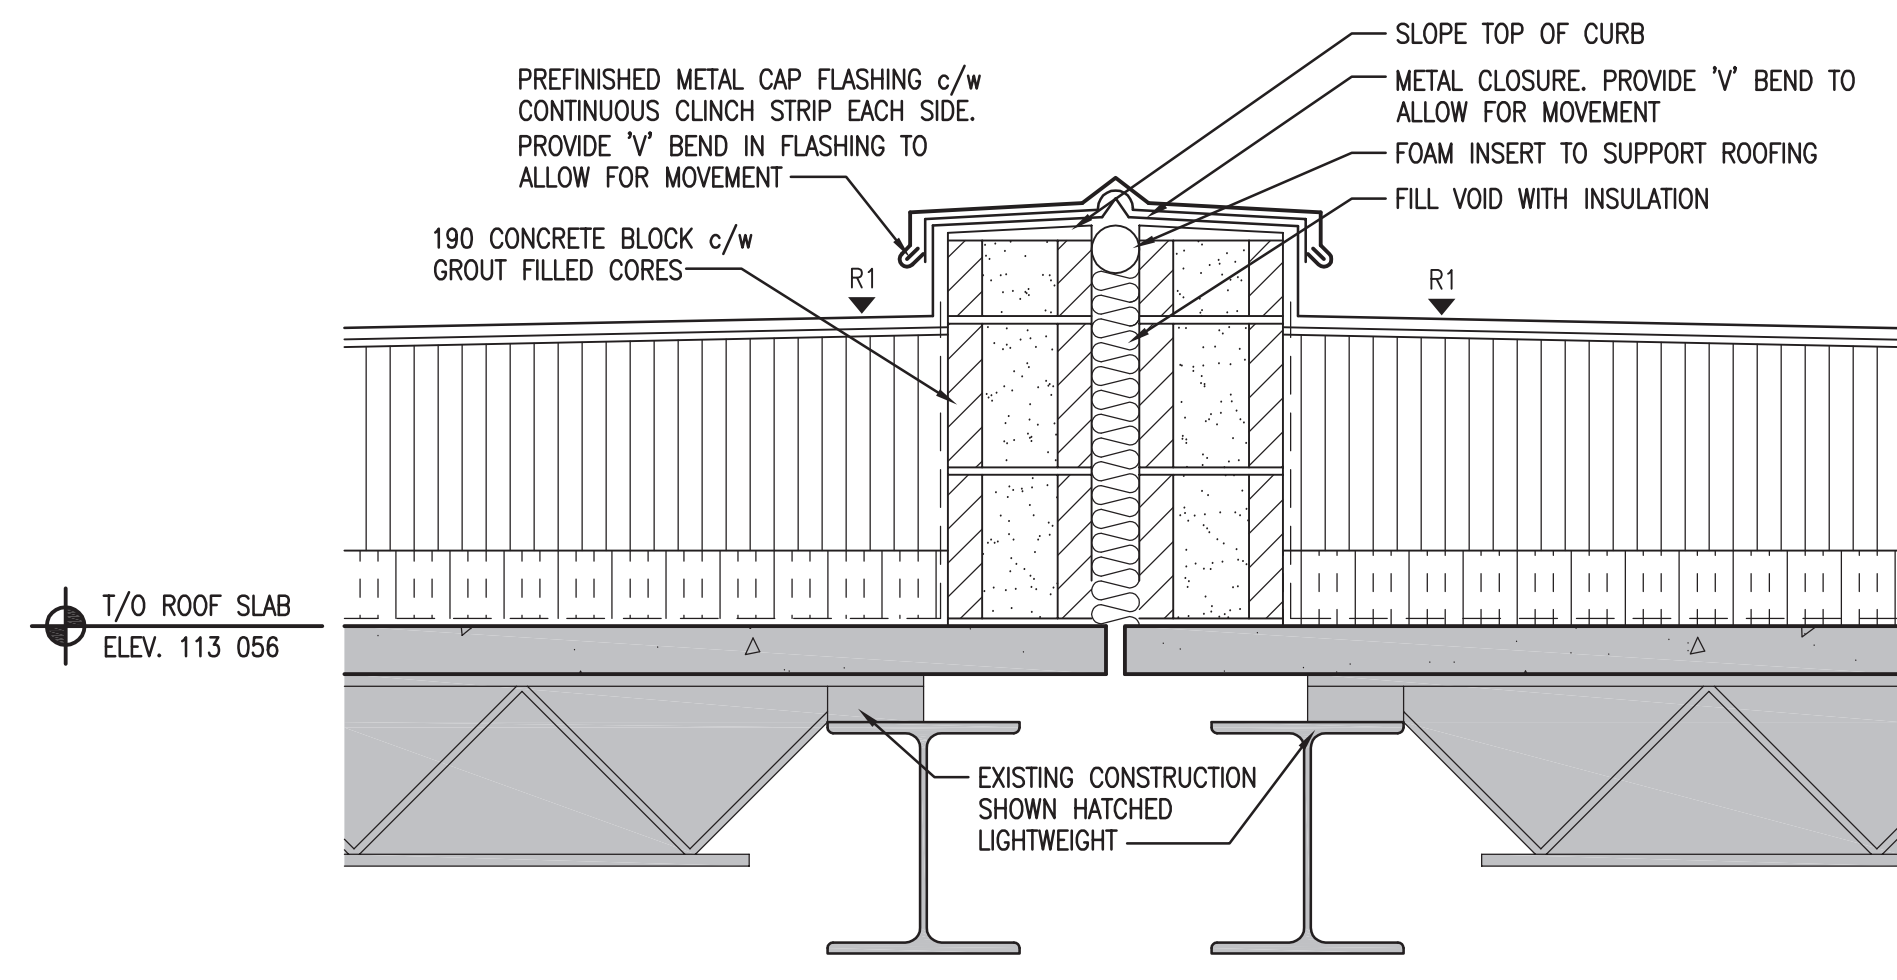 SLOPE TOP OF CURB
PREFINISHED METAL CAP FLASHING c/w
CONTINUOUS CLINCH STRIP EACH SIDE.
PROVIDE 'V' BEND IN FLASHING TO
ALLOW FOR MOVEMENT
METAL CLOSURE. PROVIDE 'V' BEND TO
ALLOW FOR MOVEMENT
FOAM INSERT TO SUPPORT ROOFING
FILL VOID WITH INSULATION
190 CONCRETE BLOCK c/w
GROUT FILLED CORES
R1
R1
T/O ROOF SLAB
ELEV. 113 056
EXISTING CONSTRUCTION
SHOWN HATCHED
LIGHTWEIGHT